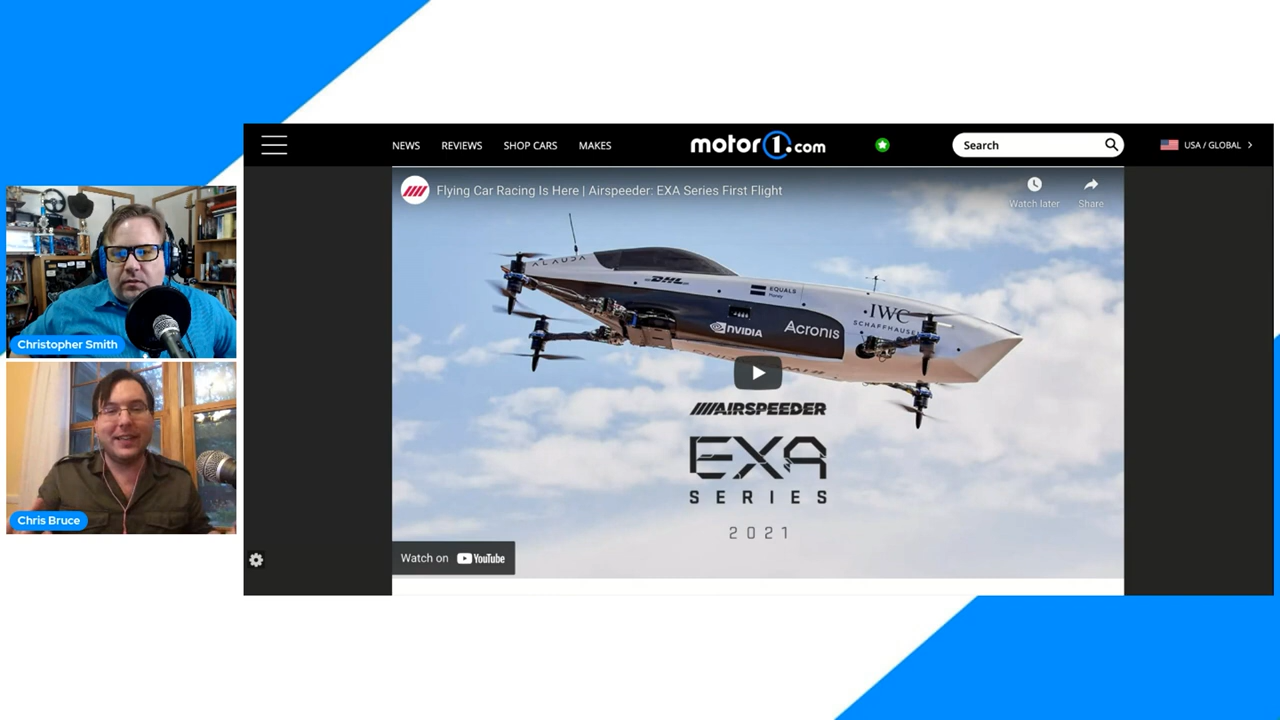 NEWS
REVIEWS
SHOP CARS
MAKES
motor1.com
Search
USA / GLOBAL
Flying Car Racing Is Here | Airspeeder: EXA Series First Flight
Watch later
Share
ALAUDA
DHL
EQUALS
Money
NVIDIA
Acronis
IWC
SCHAFFHAUSEN
AIRSPEEDER
EXA
SERIES
2021
Watch on YouTube
Christopher Smith
Chris Bruce